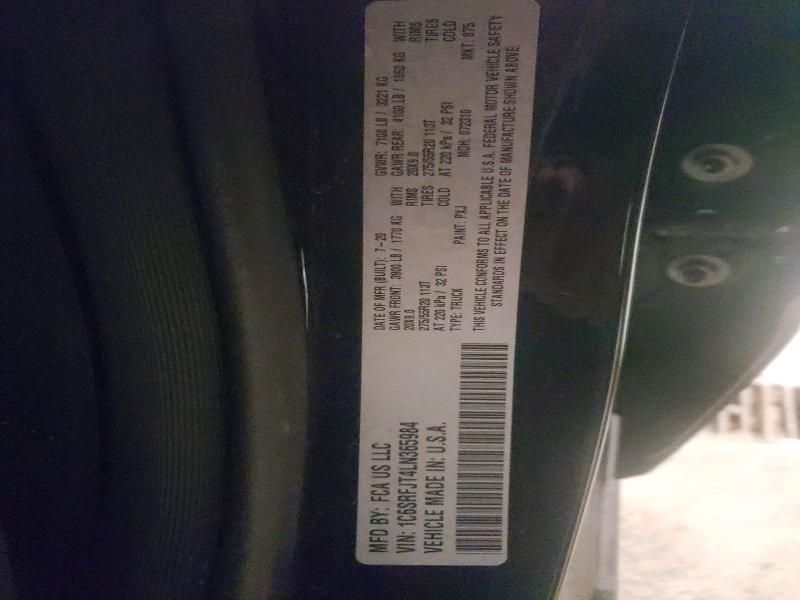 MFD BY: FCA US LLC
VIN: 1C6SRFJT4LN365984
VEHICLE MADE IN: U.S.A.
DATE OF MFR (BUILT): 7-20 GVWR: 7100 LB / 3221 KG
GAWR FRONT: 3900 LB / 1770 KG WITH GAWR REAR: 4100 LB / 1860 KG WITH
20X9.0 RIMS 20X9.0 RIMS
275/55R20 113T TIRES 275/55R20 113T TIRES
AT 220 kPa / 32 PSI COLD AT 220 kPa / 32 PSI COLD
TYPE: TRUCK PAINT: PXJ MDH: 072310 MKT: 875
THIS VEHICLE CONFORMS TO ALL APPLICABLE U.S.A. FEDERAL MOTOR VEHICLE SAFETY
STANDARDS IN EFFECT ON THE DATE OF MANUFACTURE SHOWN ABOVE.